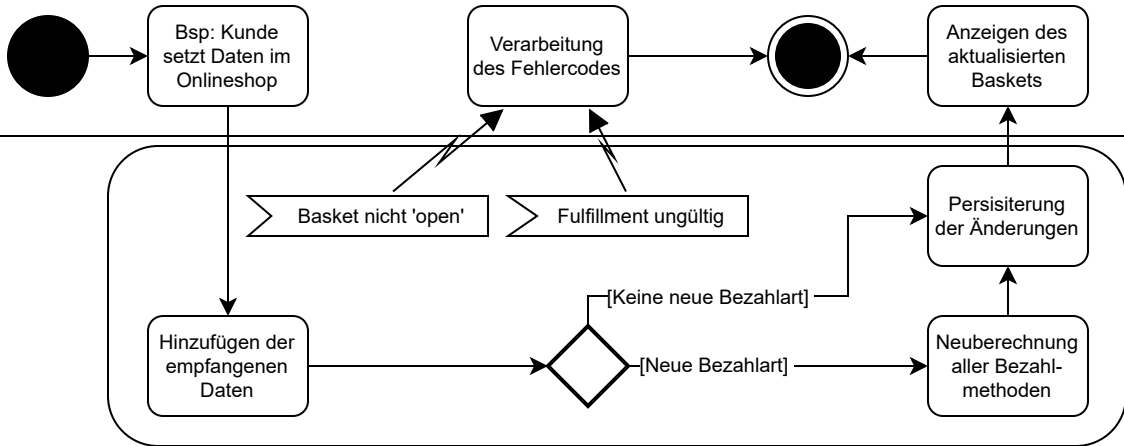 Bsp: Kunde
setzt Daten im
Onlineshop
Verarbeitung
des Fehlercodes
Anzeigen des
aktualisierten
Baskets
Basket nicht 'open'
Fulfillment ungültig
Persisiterung
der Änderungen
[Keine neue Bezahlart]
Hinzufügen der
empfangenen
Daten
[Neue Bezahlart]
Neuberechnung
aller Bezahl-
methoden